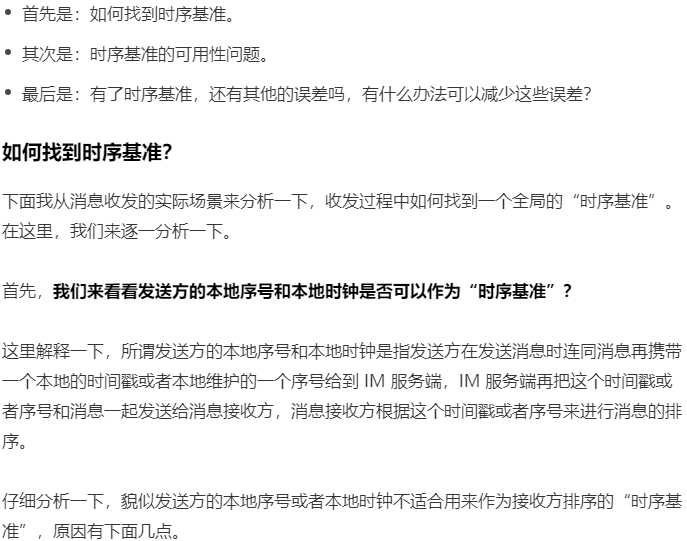 • 首先是：如何找到时序基准。
• 其次是：时序基准的可用性问题。
• 最后是：有了时序基准，还有其他的误差吗，有什么办法可以减少这些误差？
如何找到时序基准？
下面我从消息收发的实际场景来分析一下，收发过程中如何找到一个全局的“时序基准”。
在这里，我们来逐一分析一下。
首先，我们来看看发送方的本地序号和本地时钟是否可以作为“时序基准”？
这里解释一下，所谓发送方的本地序号和本地时钟是指发送方在发送消息时连同消息再携带
一个本地的时间戳或者本地维护的一个序号给到 IM 服务端，IM 服务端再把这个时间戳或
者序号和消息一起发送给消息接收方，消息接收方根据这个时间戳或者序号来进行消息的排
序。
仔细分析一下，貌似发送方的本地序号或者本地时钟不适合用来作为接收方排序的“时序基
准”，原因有下面几点。